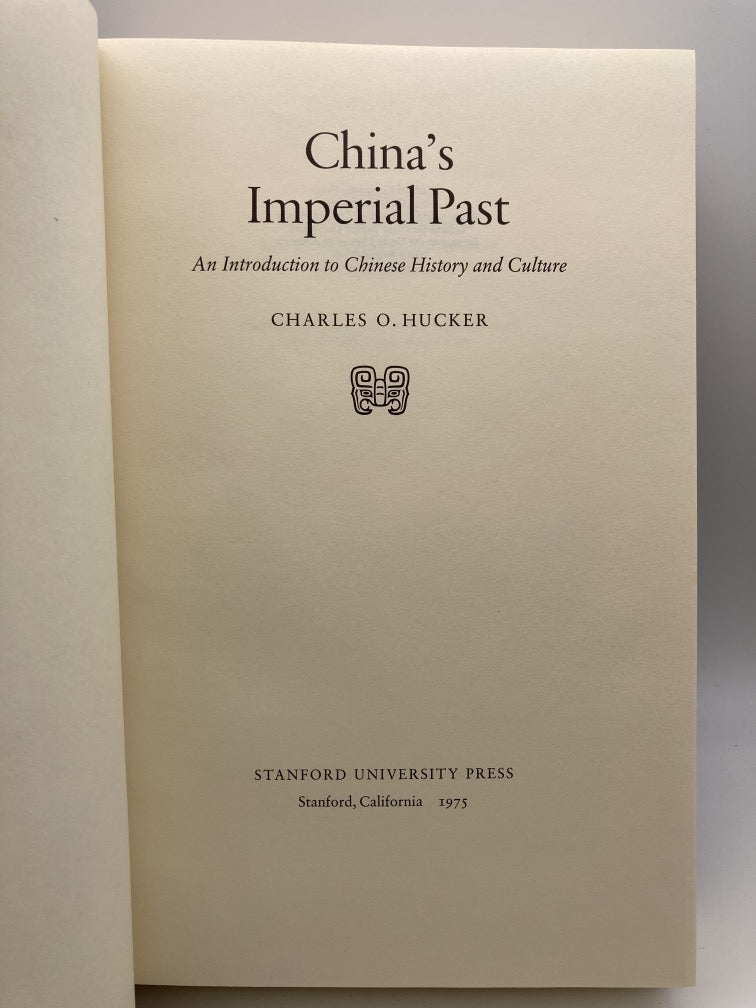 China’s
Imperial Past
An Introduction to Chinese History and Culture
CHARLES O. HUCKER
STANFORD UNIVERSITY PRESS
Stanford, California 1975